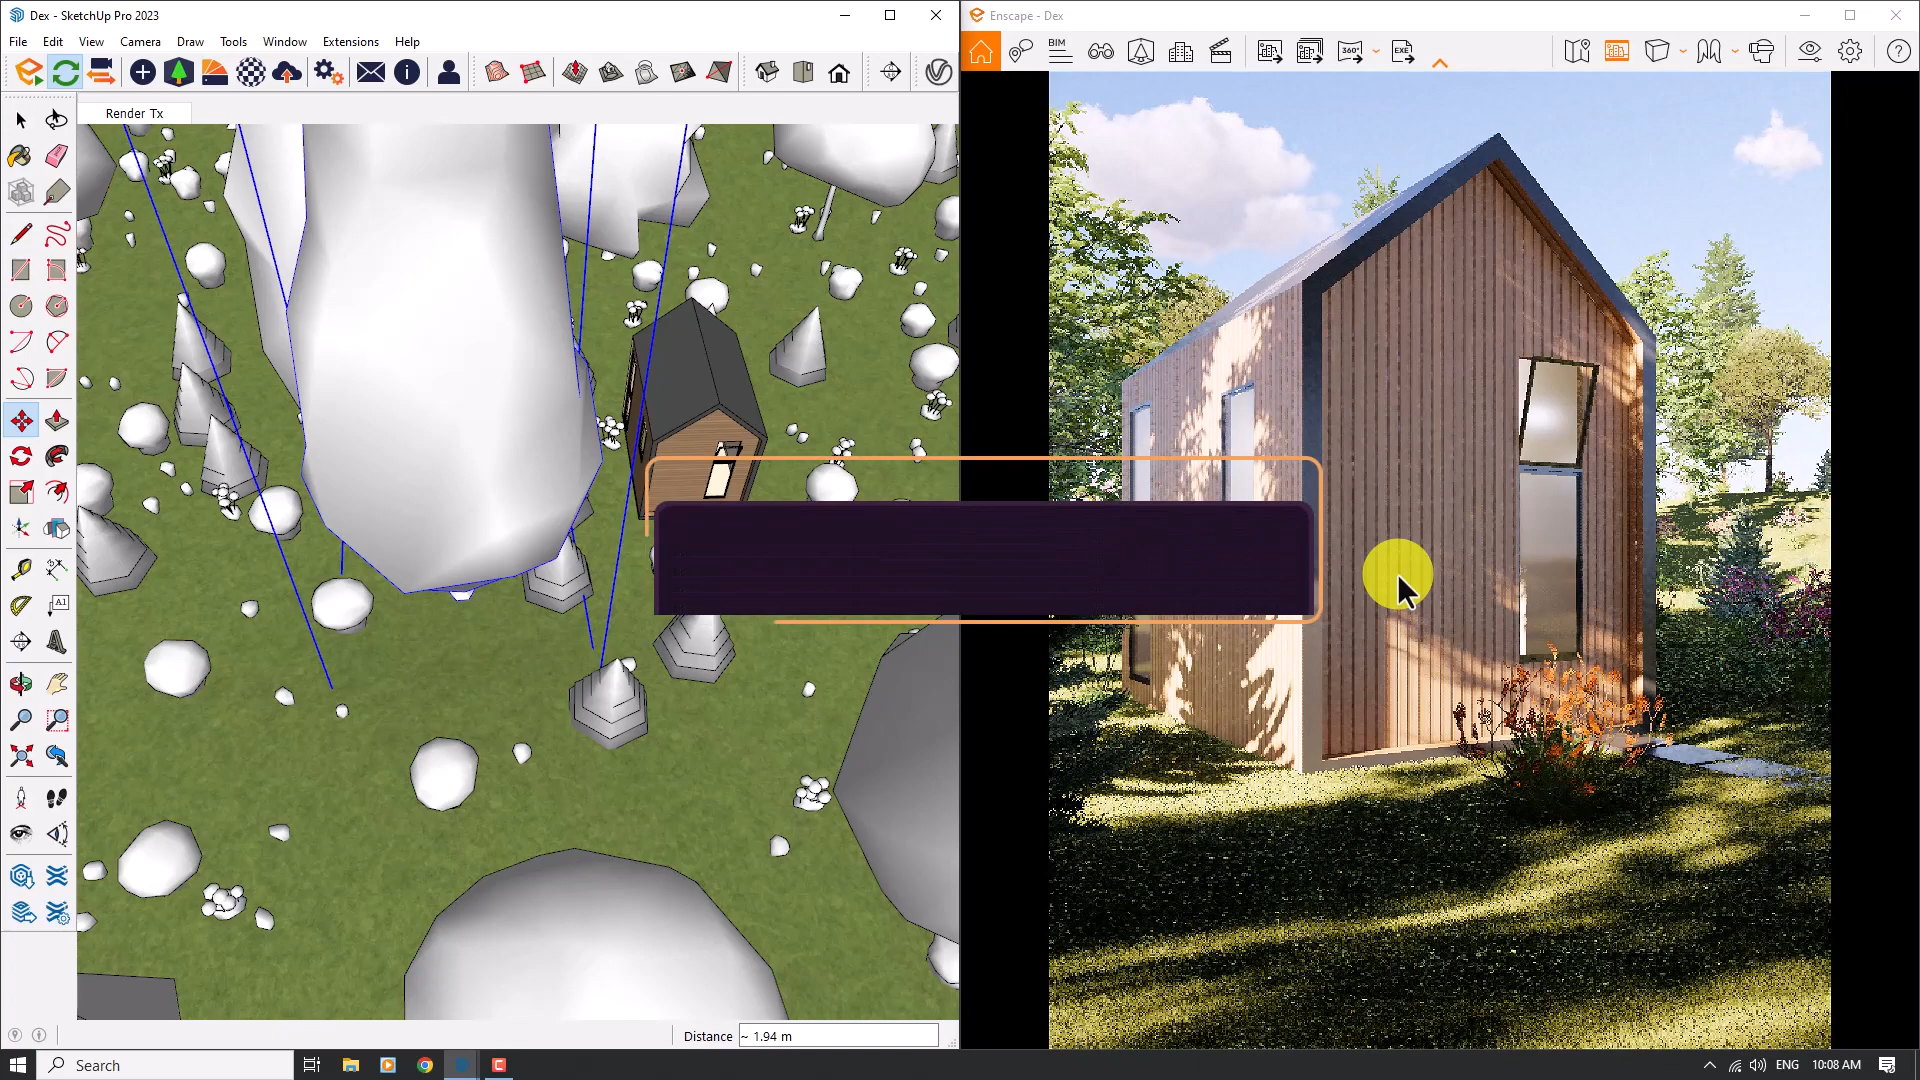 Dex - SketchUp Pro 2023
Enscape - Dex
File Edit View Camera Draw Tools Window Extensions Help
BIM
360°
EXE
Render Tx
A1
Distance ~ 1.94 m
Search
ENG 10:08 AM